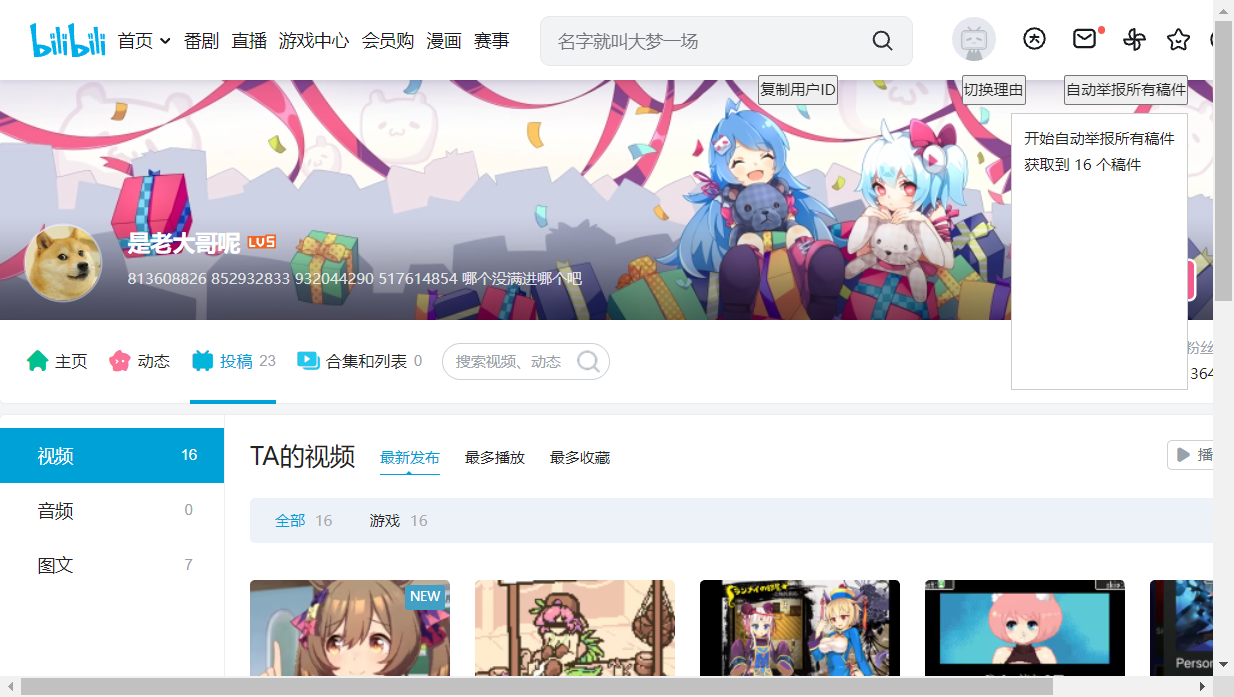 bilibili 首页 番剧 直播 游戏中心 会员购 漫画 赛事 名字就叫大梦一场
复制用户ID 切换理由 自动举报所有稿件
开始自动举报所有稿件
获取到 16 个稿件
是老大哥呢 LV5
813608826 852932833 932044290 517614854 哪个没满进哪个吧
主页 动态 投稿 23 合集和列表 0 搜索视频、动态
粉丝
364
视频 16
音频 0
图文 7
TA的视频 最新发布 最多播放 最多收藏 播
全部 16 游戏 16
NEW
Perso